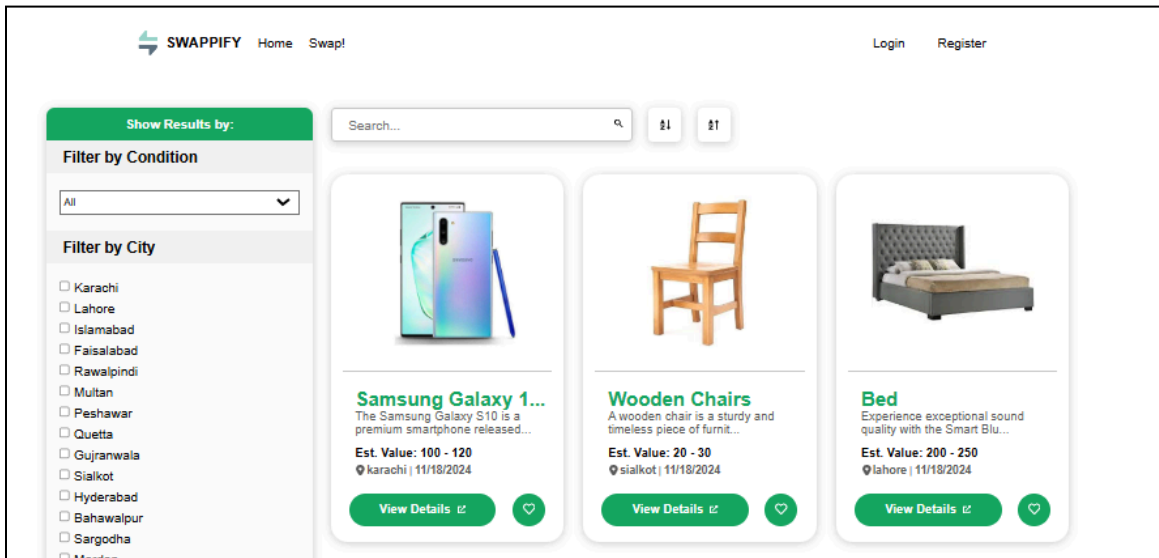 SWAPPIFY Home Swap! Login Register
Show Results by:
Filter by Condition
All
Filter by City
Karachi
Lahore
Islamabad
Faisalabad
Rawalpindi
Multan
Peshawar
Quetta
Gujranwala
Sialkot
Hyderabad
Bahawalpur
Sargodha
Search...
Samsung Galaxy 1...
The Samsung Galaxy S10 is a
premium smartphone released...
Est. Value: 100 - 120
karachi | 11/18/2024
View Details
Wooden Chairs
A wooden chair is a sturdy and
timeless piece of furnit...
Est. Value: 20 - 30
sialkot | 11/18/2024
View Details
Bed
Experience exceptional sound
quality with the Smart Blu...
Est. Value: 200 - 250
lahore | 11/18/2024
View Details